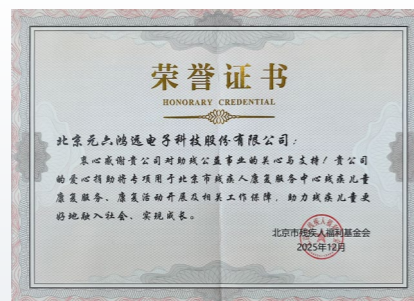 荣誉证书
HONORARY CREDENTIAL
北京元六鸿远电子科技股份有限公司：
衷心感谢贵公司对助残公益事业的关心与支持！贵公司
的爱心捐助将专项用于北京市残疾人康复服务中心残疾儿童
康复服务、康复活动开展及相关工作保障，助力残疾儿童更
好地融入社会、实现成长。
北京市残疾人福利基金会
2025年12月